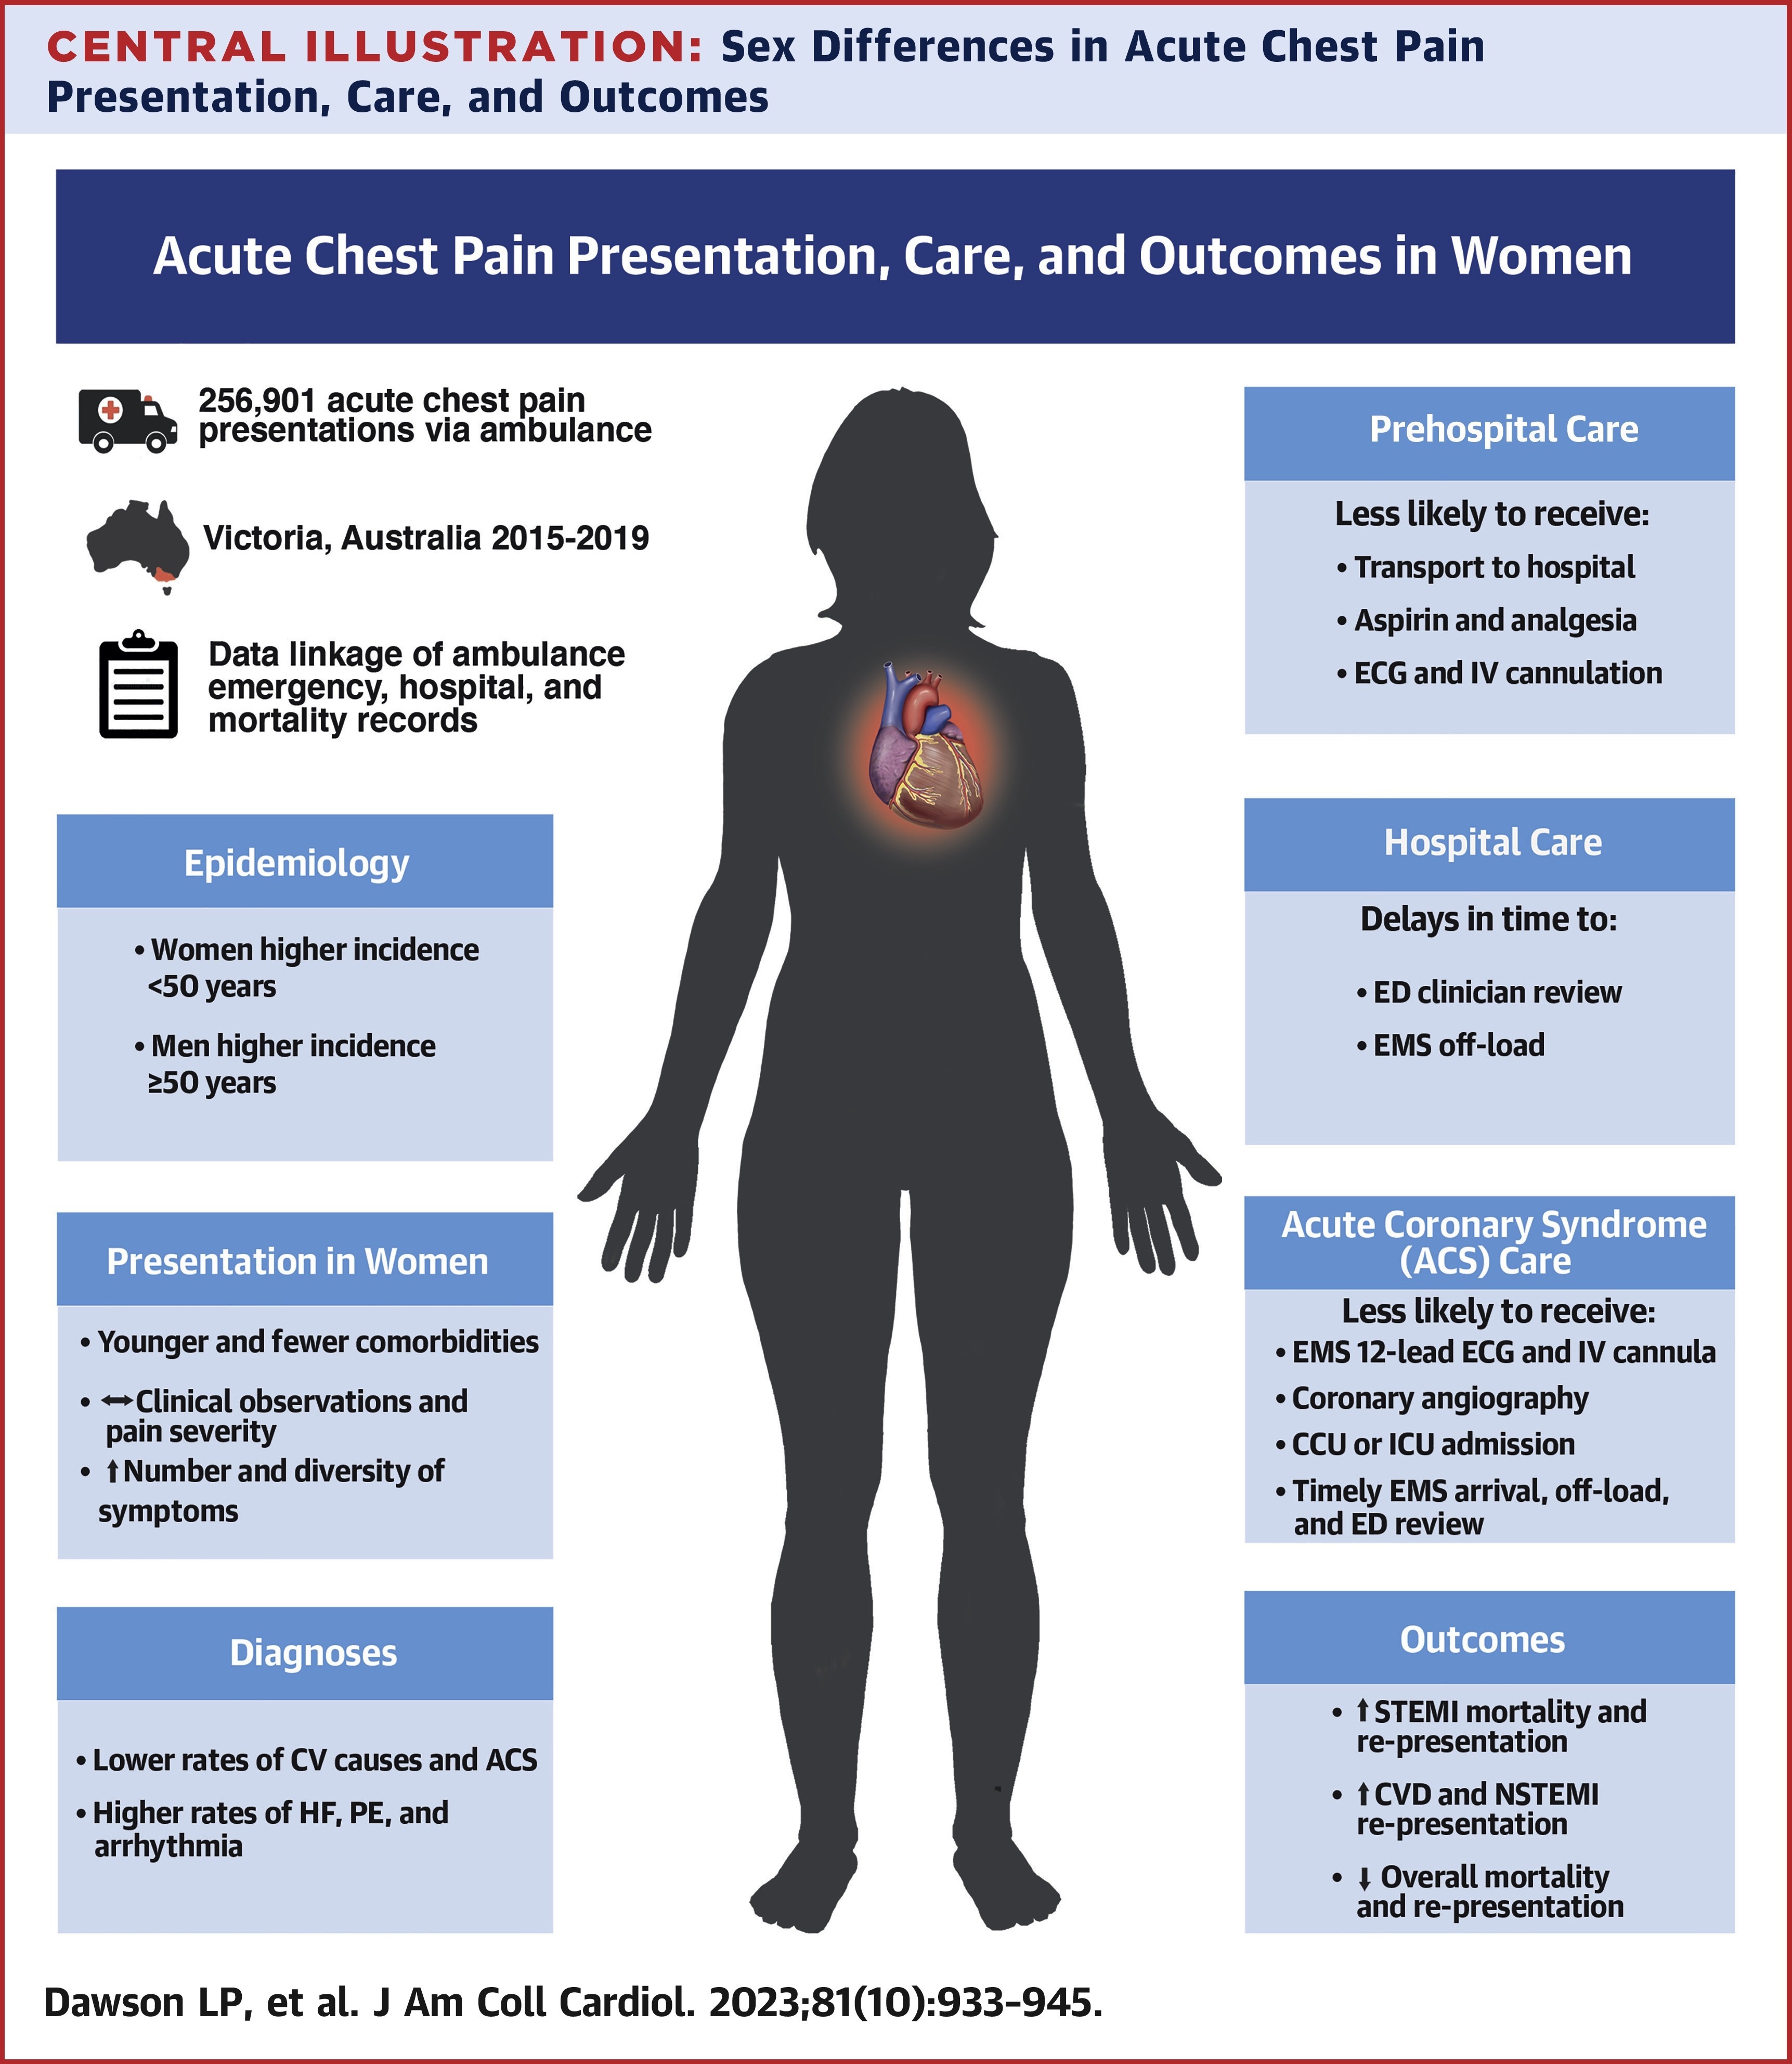 CENTRAL ILLUSTRATION: Sex Differences in Acute Chest Pain
Presentation, Care, and Outcomes
Acute Chest Pain Presentation, Care, and Outcomes in Women
256,901 acute chest pain
presentations via ambulance
Victoria, Australia 2015-2019
Data linkage of ambulance
emergency, hospital, and
mortality records
Epidemiology
• Women higher incidence
<50 years
• Men higher incidence
≥50 years
Presentation in Women
• Younger and fewer comorbidities
• ↔Clinical observations and
pain severity
• ↑Number and diversity of
symptoms
Diagnoses
• Lower rates of CV causes and ACS
• Higher rates of HF, PE, and
arrhythmia
Prehospital Care
Less likely to receive:
• Transport to hospital
• Aspirin and analgesia
• ECG and IV cannulation
Hospital Care
Delays in time to:
• ED clinician review
• EMS off-load
Acute Coronary Syndrome
(ACS) Care
Less likely to receive:
• EMS 12-lead ECG and IV cannula
• Coronary angiography
• CCU or ICU admission
• Timely EMS arrival, off-load,
and ED review
Outcomes
• ↑STEMI mortality and
re-presentation
• ↑CVD and NSTEMI
re-presentation
• ↓ Overall mortality
and re-presentation
Dawson LP, et al. J Am Coll Cardiol. 2023;81(10):933–945.